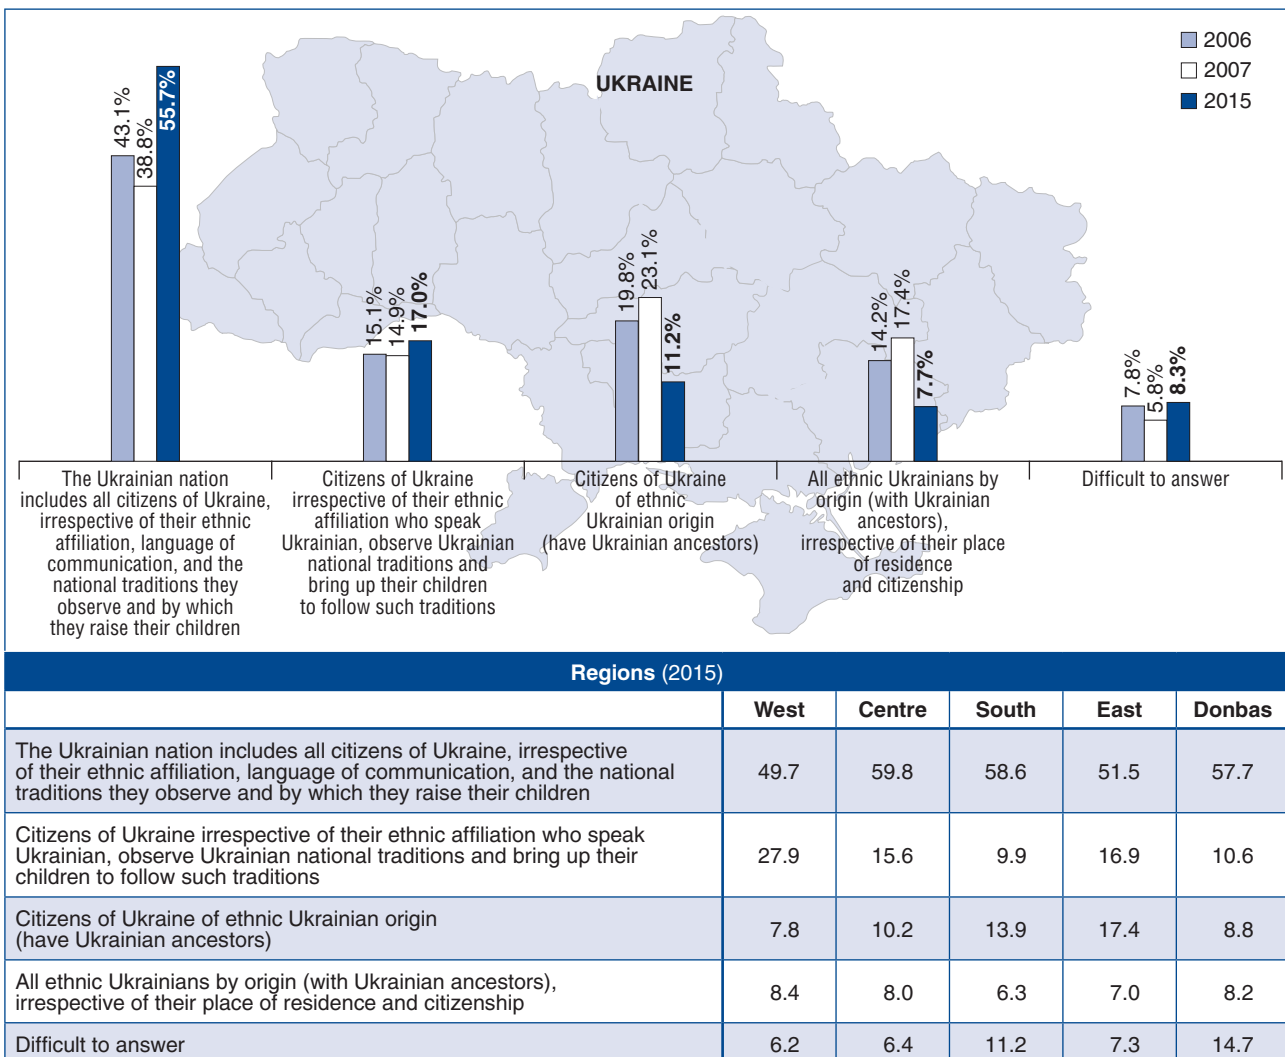 UKRAINE
2006
2007
2015
43.1%
38.8%
55.7%
15.1%
14.9%
17.0%
19.8%
23.1%
11.2%
14.2%
17.4%
7.7%
7.8%
5.8%
8.3%
The Ukrainian nation
includes all citizens of Ukraine,
irrespective of their ethnic
affiliation, language of
communication, and the
national traditions they
observe and by which
they raise their children
Citizens of Ukraine
irrespective of their ethnic
affiliation who speak
Ukrainian, observe Ukrainian
national traditions and
bring up their children
to follow such traditions
Citizens of Ukraine
of ethnic
Ukrainian origin
(have Ukrainian ancestors)
All ethnic Ukrainians by
origin (with Ukrainian
ancestors),
irrespective of their place
of residence
and citizenship
Difficult to answer
Regions (2015)
West Centre South East Donbas
The Ukrainian nation includes all citizens of Ukraine, irrespective
of their ethnic affiliation, language of communication, and the national
traditions they observe and by which they raise their children
49.7 59.8 58.6 51.5 57.7
Citizens of Ukraine irrespective of their ethnic affiliation who speak
Ukrainian, observe Ukrainian national traditions and bring up their
children to follow such traditions
27.9 15.6 9.9 16.9 10.6
Citizens of Ukraine of ethnic Ukrainian origin
(have Ukrainian ancestors)
7.8 10.2 13.9 17.4 8.8
All ethnic Ukrainians by origin (with Ukrainian ancestors),
irrespective of their place of residence and citizenship
8.4 8.0 6.3 7.0 8.2
Difficult to answer 6.2 6.4 11.2 7.3 14.7